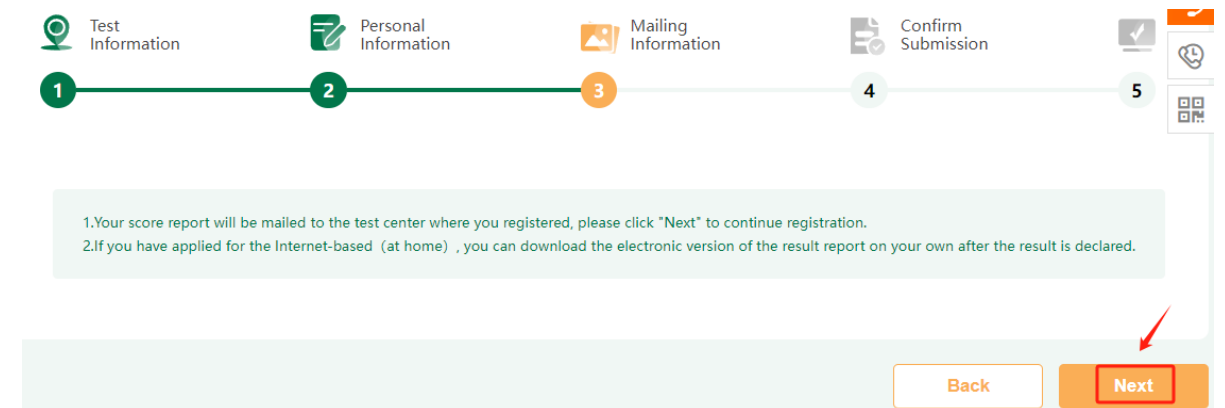 Test
Information
Personal
Information
Mailing
Information
Confirm
Submission
1
2
3
4
5
1.Your score report will be mailed to the test center where you registered, please click "Next" to continue registration.
2.If you have applied for the Internet-based（at home）, you can download the electronic version of the result report on your own after the result is declared.
Back
Next